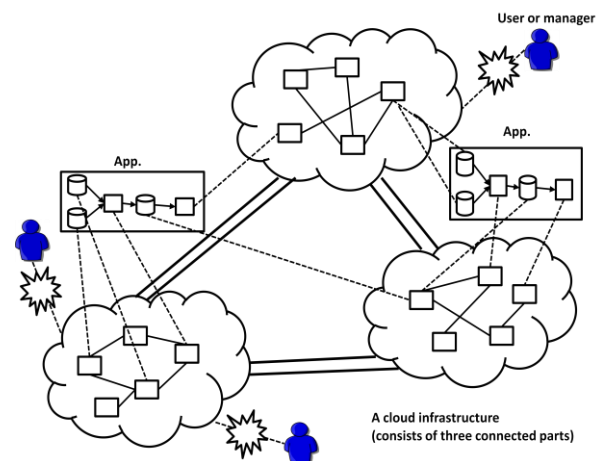 User or manager
App.
App.
A cloud infrastructure
(consists of three connected parts)